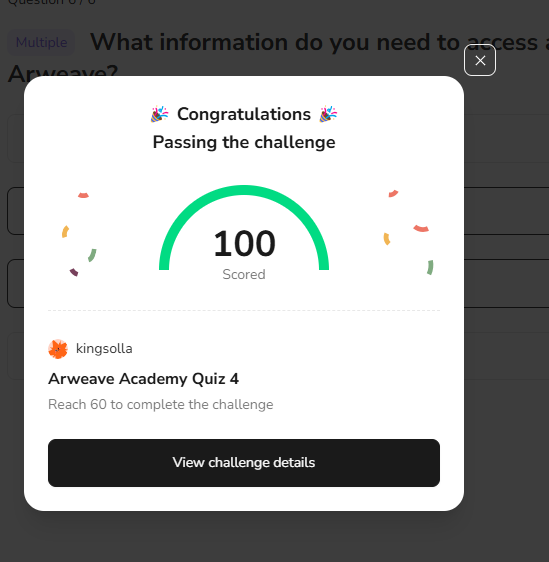 Question 6 / 6
Multiple What information do you need to access a
Arweave?
🎉 Congratulations 🎉
Passing the challenge
100
Scored
kingsolla
Arweave Academy Quiz 4
Reach 60 to complete the challenge
View challenge details